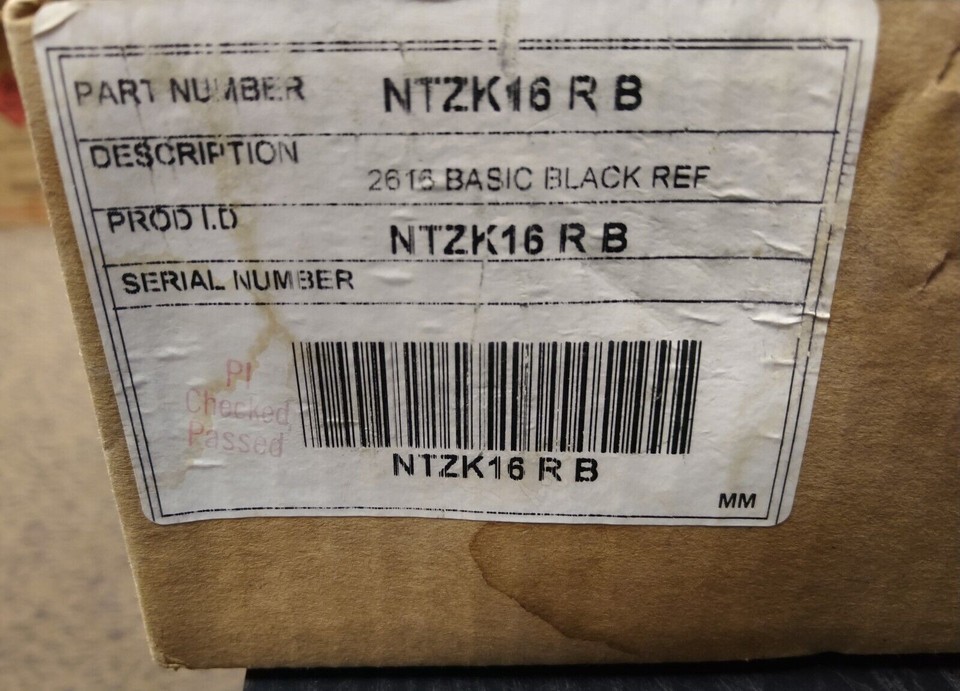 PART NUMBER NTZK16 R B
DESCRIPTION
2616 BASIC BLACK REF
PROD I.D
NTZK16 R B
SERIAL NUMBER
PI
Checked
Passed
NTZK16 R B
MM